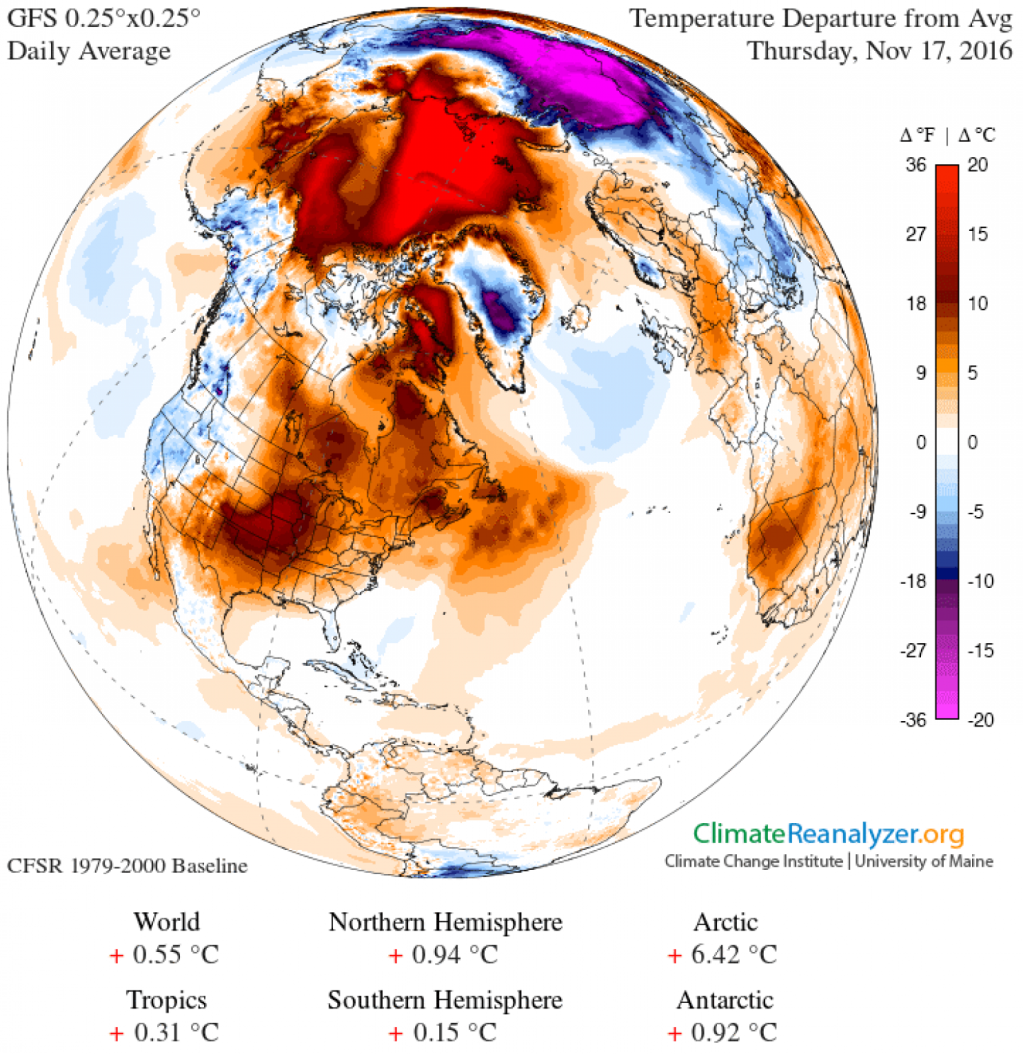 GFS 0.25°x0.25°
Daily Average
Temperature Departure from Avg
Thursday, Nov 17, 2016
Δ °F | Δ °C
36 20
27 15
18 10
9 5
0 0
-9 -5
-18 -10
-27 -15
-36 -20
ClimateReanalyzer.org
Climate Change Institute | University of Maine
CFSR 1979-2000 Baseline
World Northern Hemisphere Arctic
+ 0.55 °C + 0.94 °C + 6.42 °C
Tropics Southern Hemisphere Antarctic
+ 0.31 °C + 0.15 °C + 0.92 °C